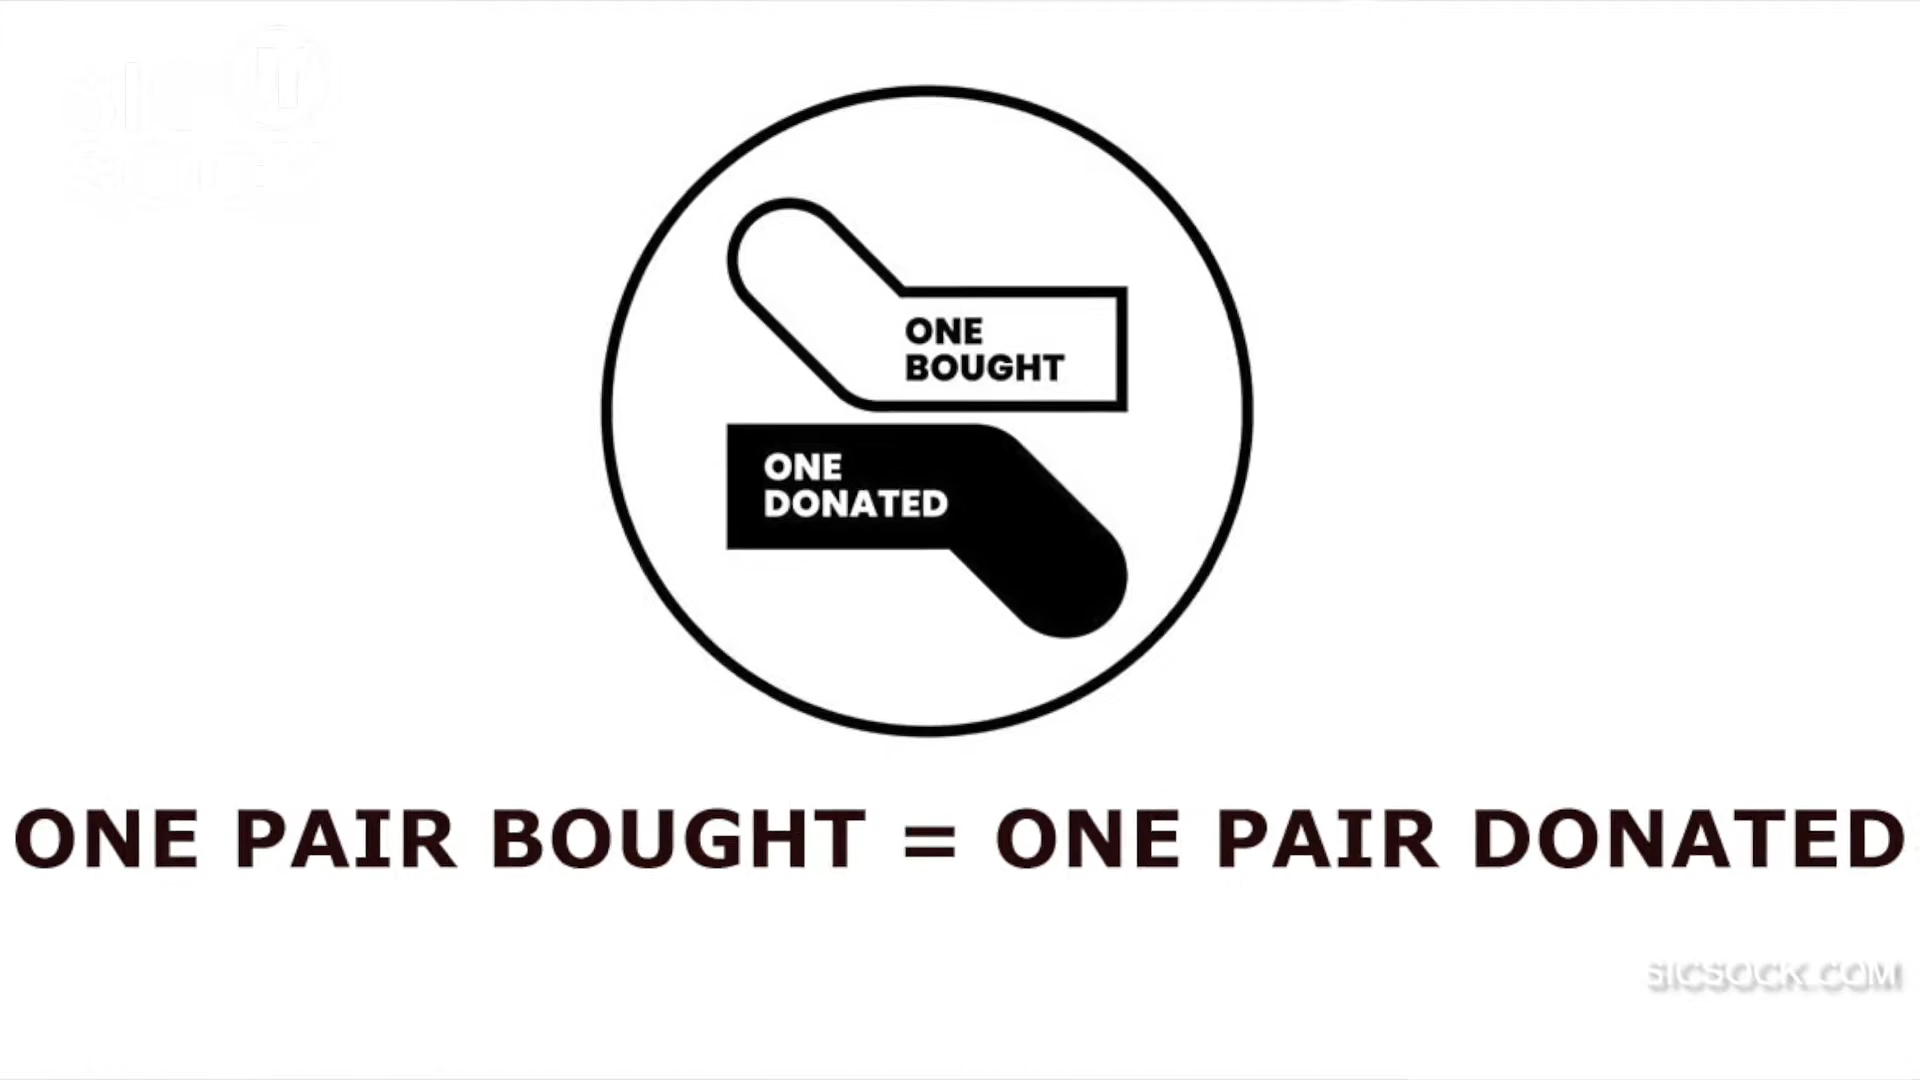 ONE
BOUGHT
ONE
DONATED
ONE PAIR BOUGHT = ONE PAIR DONATED
SICSOCK.COM